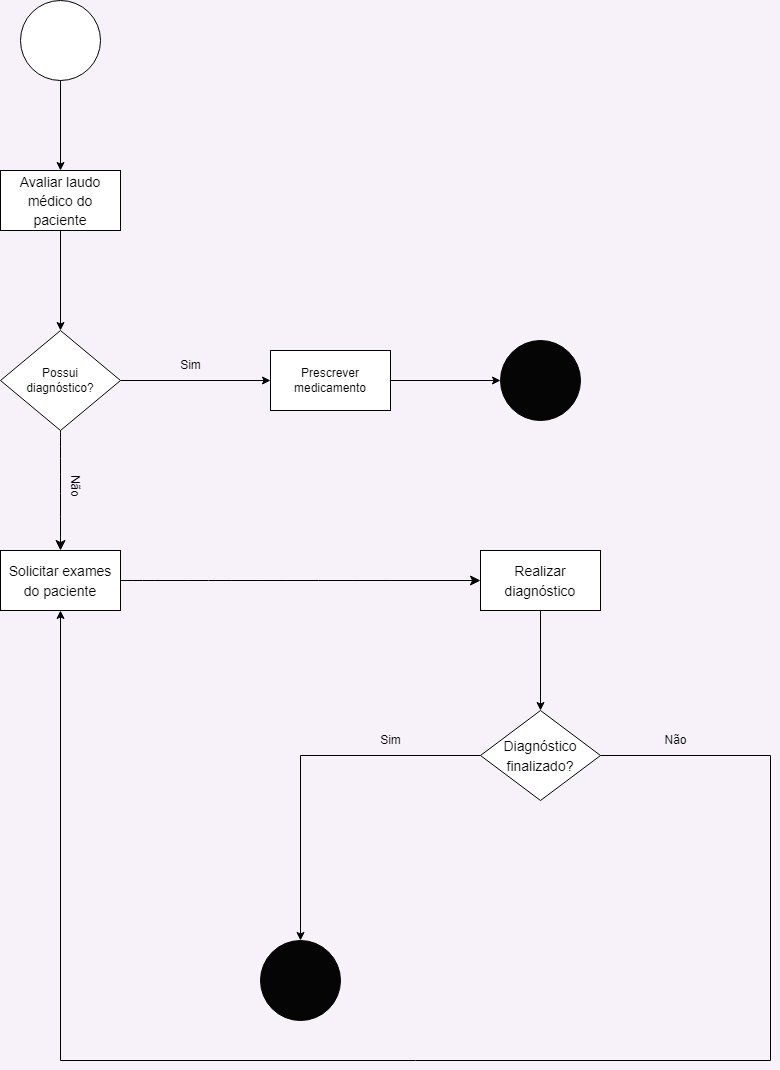 Avaliar laudo
médico do
paciente
Possui
diagnóstico?
Sim
Prescrever
medicamento
Não
Solicitar exames
do paciente
Realizar
diagnóstico
Diagnóstico
finalizado?
Sim
Não